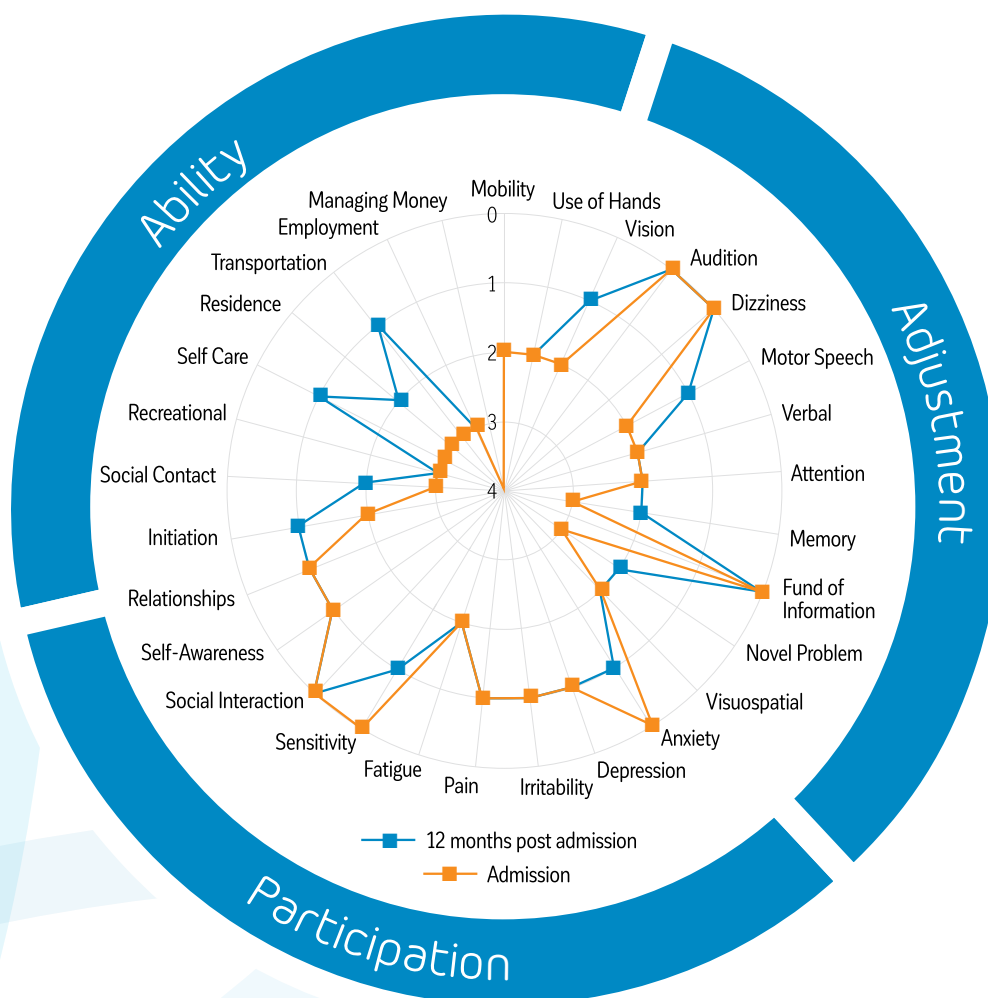 Ability
Adjustment
Participation
Mobility
Use of Hands
Vision
Audition
Dizziness
Motor Speech
Verbal
Attention
Memory
Fund of
Information
Novel Problem
Visuospatial
Anxiety
Depression
Irritability
Pain
Fatigue
Sensitivity
Social Interaction
Self-Awareness
Relationships
Initiation
Social Contact
Recreational
Self Care
Residence
Transportation
Employment
Managing Money
0
1
2
3
4
12 months post admission
Admission